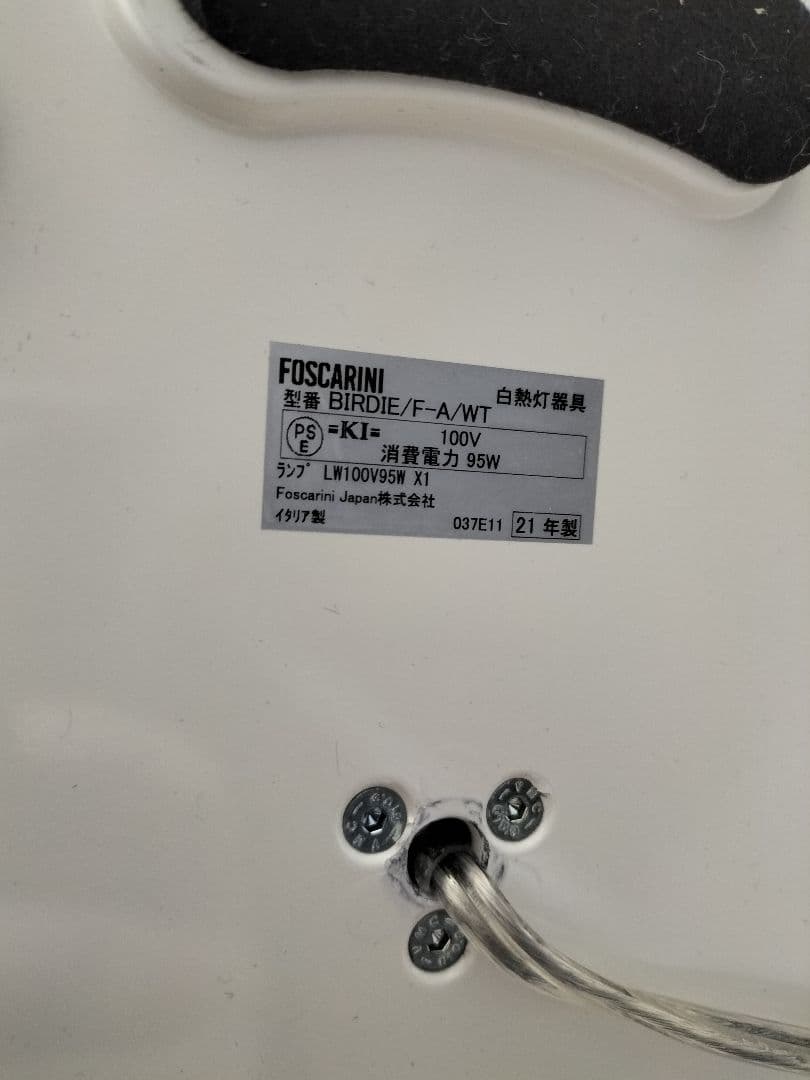 FOSCARINI
白熱灯器具
型番 BIRDIE/F-A/WT
PS
E
=KI= 100V
消費電力 95W
ﾗﾝﾌﾟ LW100V95W X1
Foscarini Japan株式会社
イタリア製 037E11 21 年製